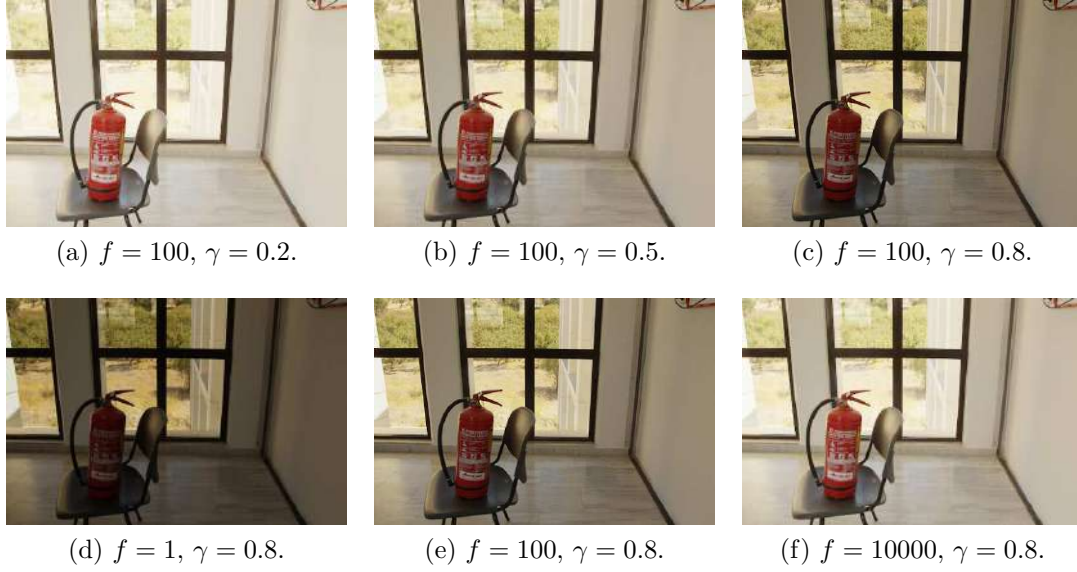 (a) f = 100, γ = 0.2.
(b) f = 100, γ = 0.5.
(c) f = 100, γ = 0.8.
(d) f = 1, γ = 0.8.
(e) f = 100, γ = 0.8.
(f) f = 10000, γ = 0.8.